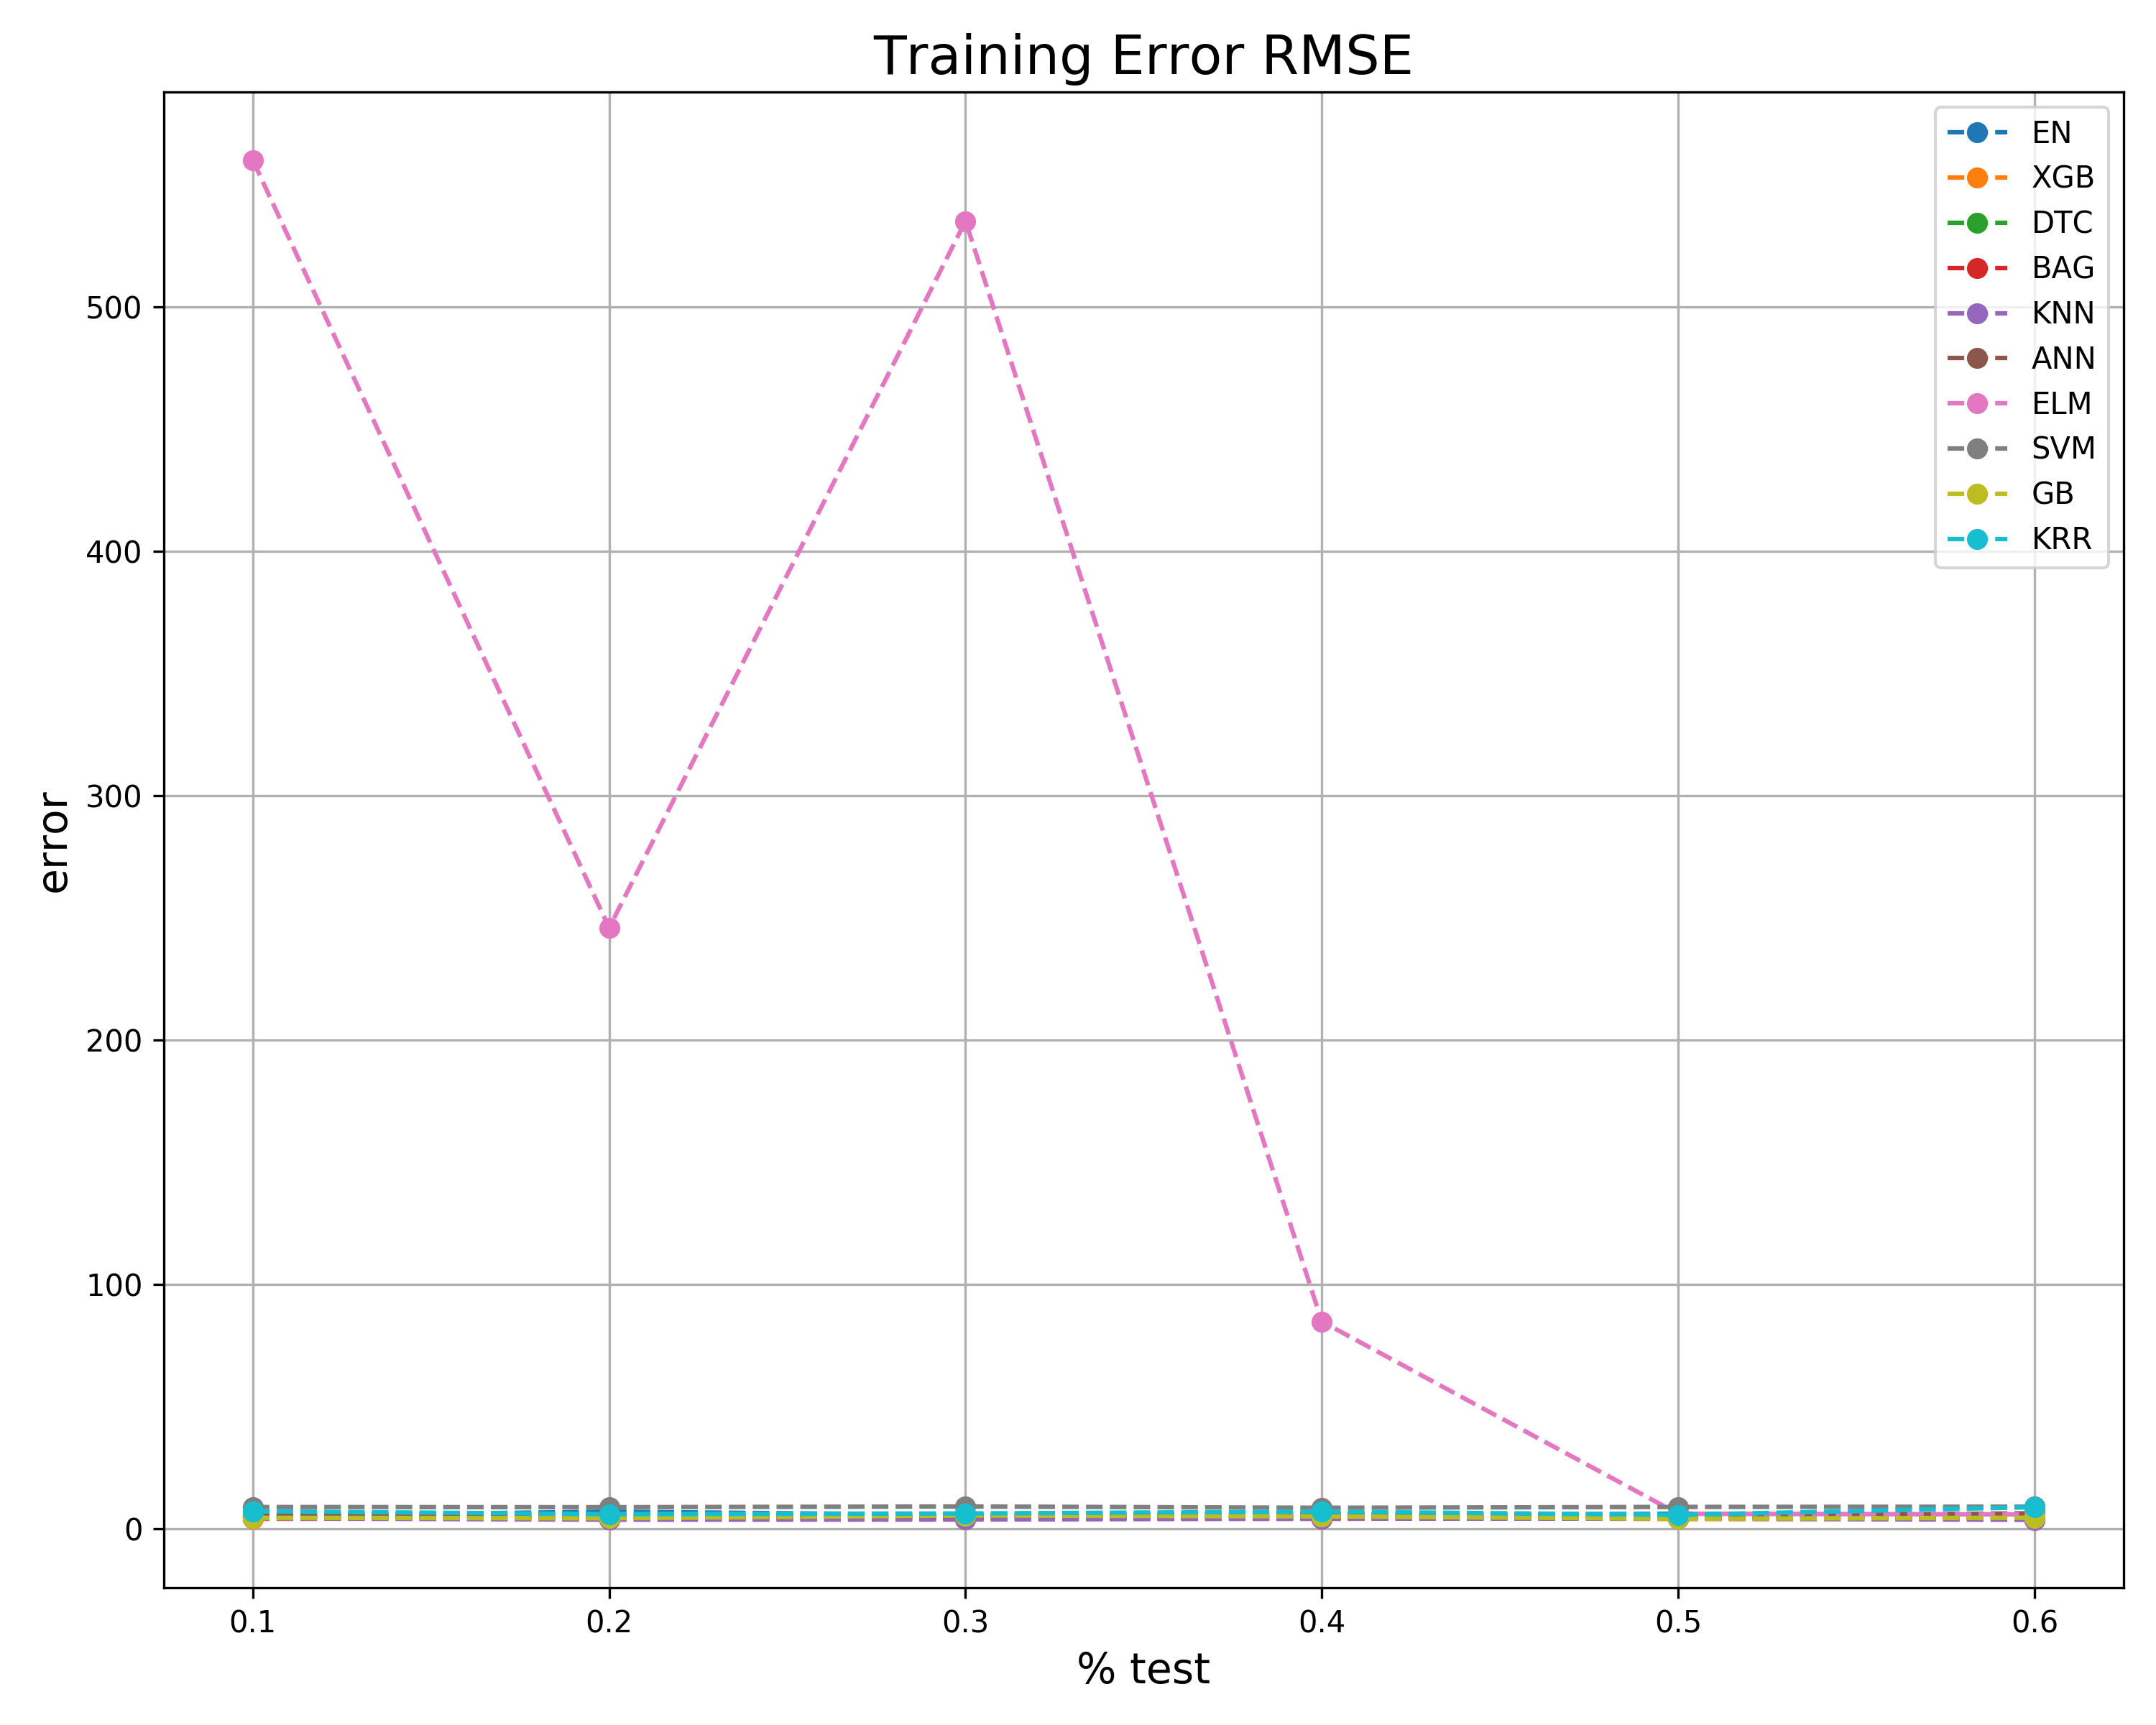 Training Error RMSE
EN
XGB
DTC
BAG
KNN
ANN
ELM
SVM
GB
KRR
500
400
300
200
100
0
error
0.1 0.2 0.3 0.4 0.5 0.6
% test